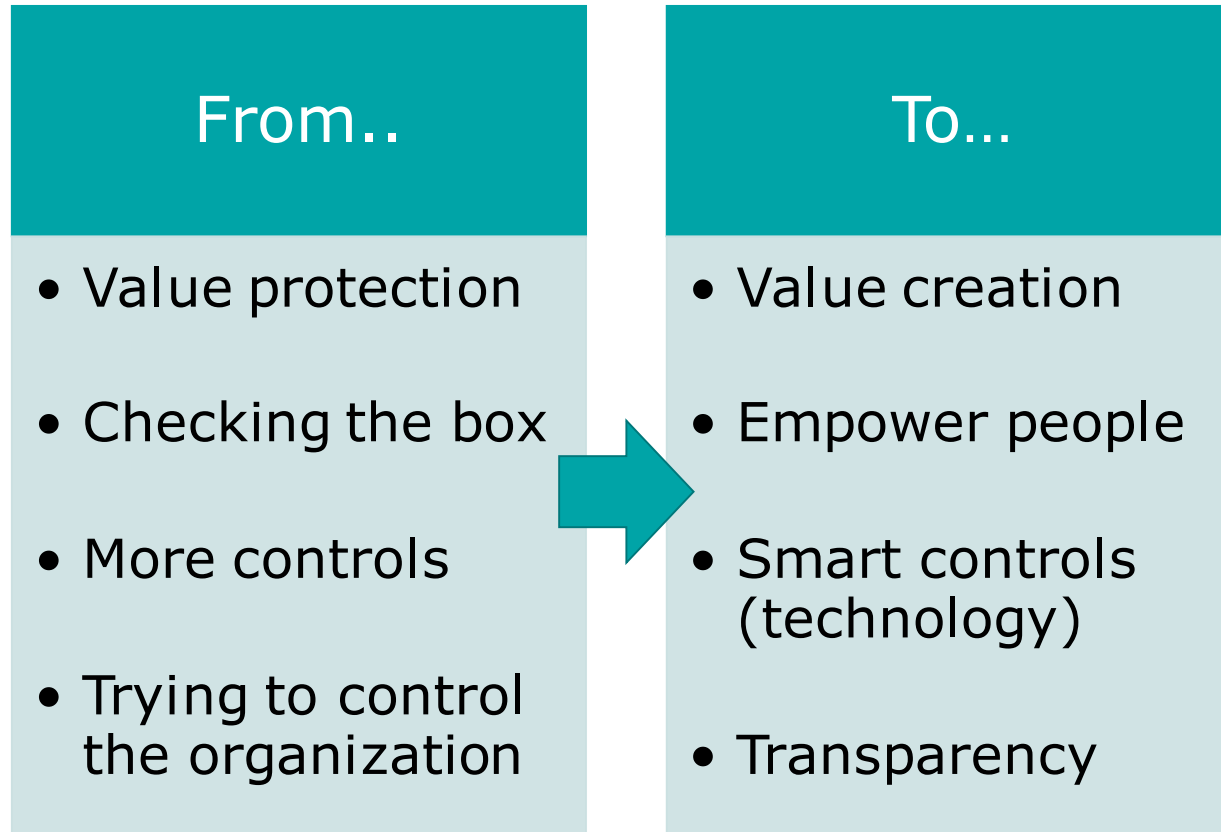 From..
• Value protection
• Checking the box
• More controls
• Trying to control
the organization
To...
• Value creation
• Empower people
• Smart controls
(technology)
• Transparency